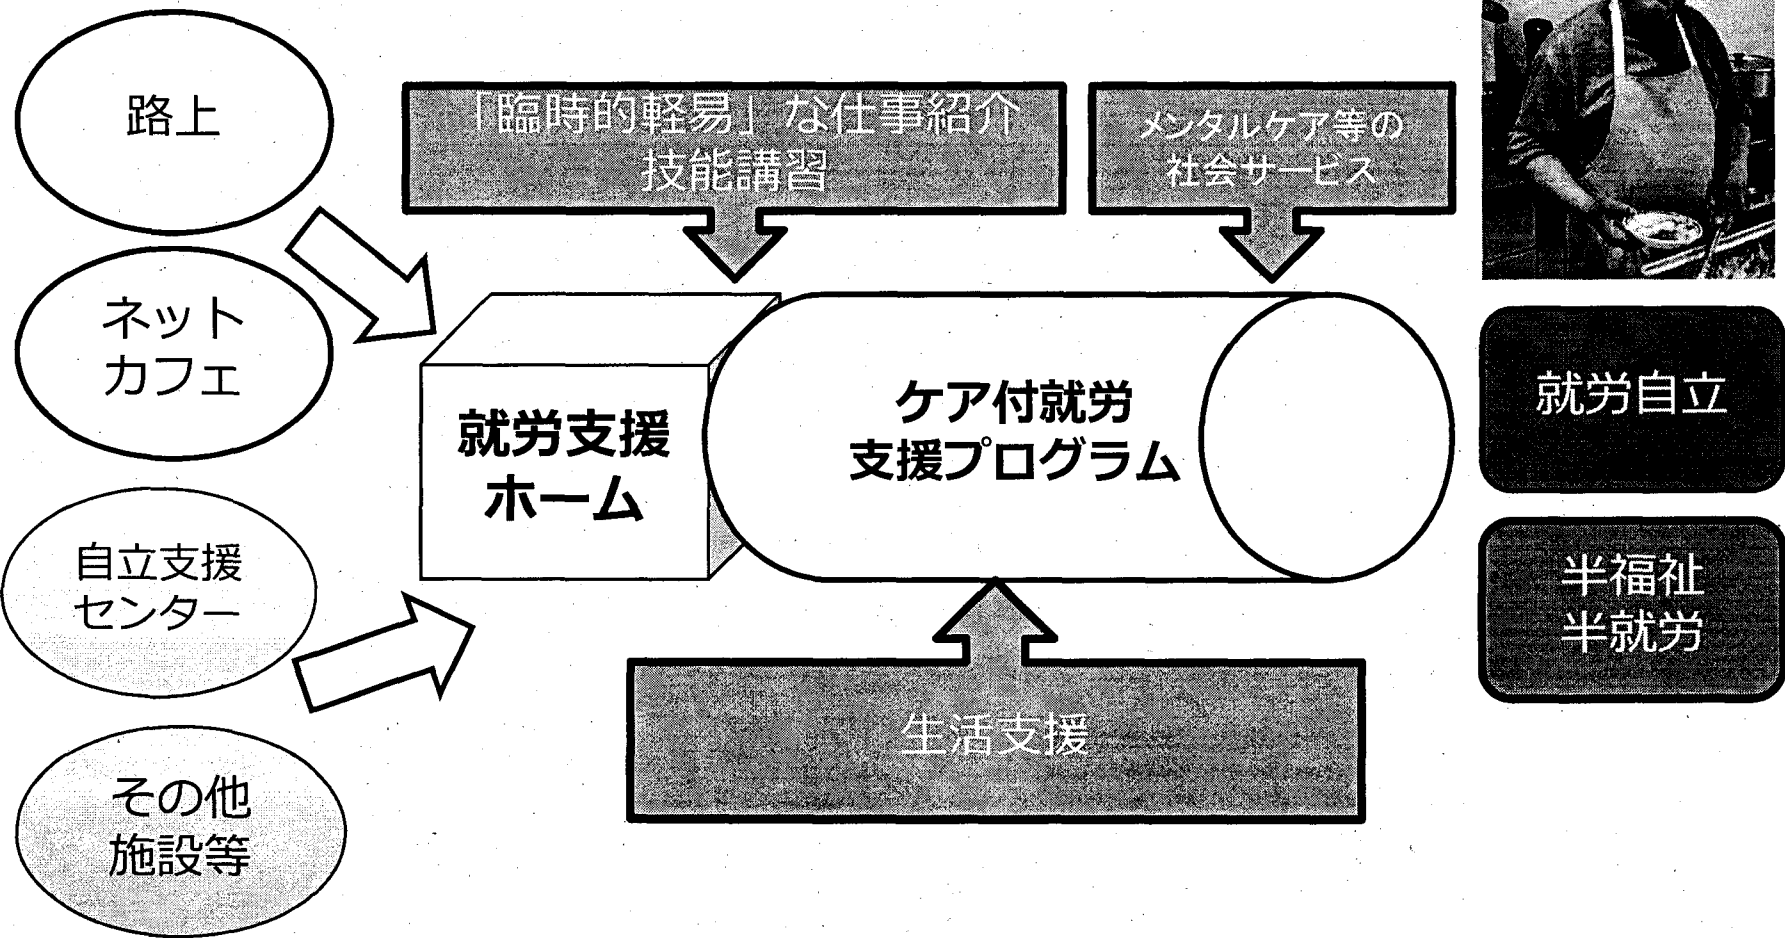 路上
ネット
カフェ
自立支援
センター
その他
施設等
「臨時的軽易」な仕事紹介
技能講習
メンタルケア等の
社会サービス
就労支援
ホーム
ケア付就労
支援プログラム
生活支援
就労自立
半福祉
半就労